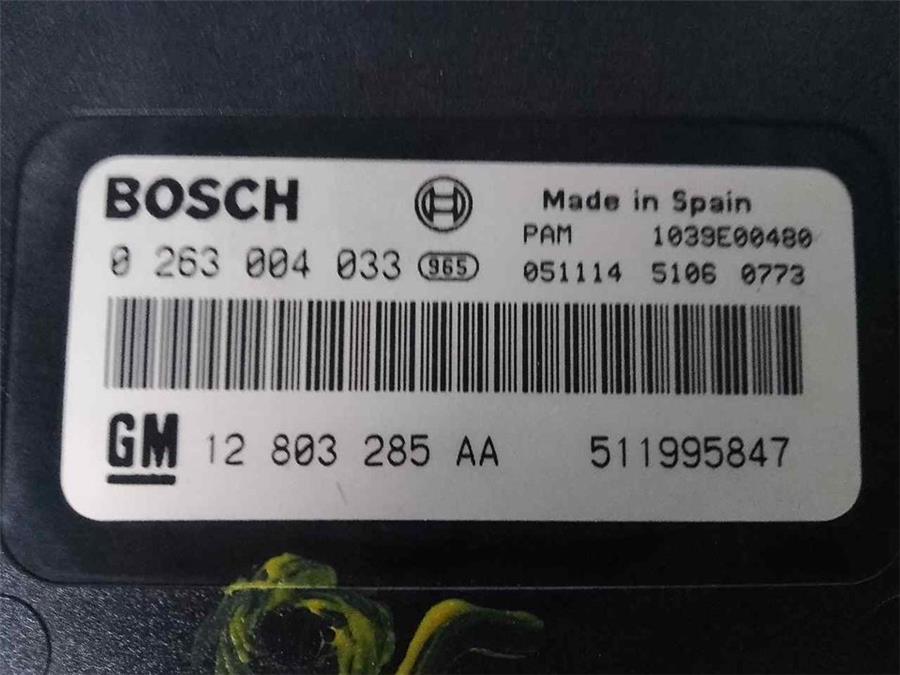 BOSCH
Made in Spain
PAM 1039E00480
0 263 004 033 965
051114 5106 0773
GM 12 803 285 AA 511995847